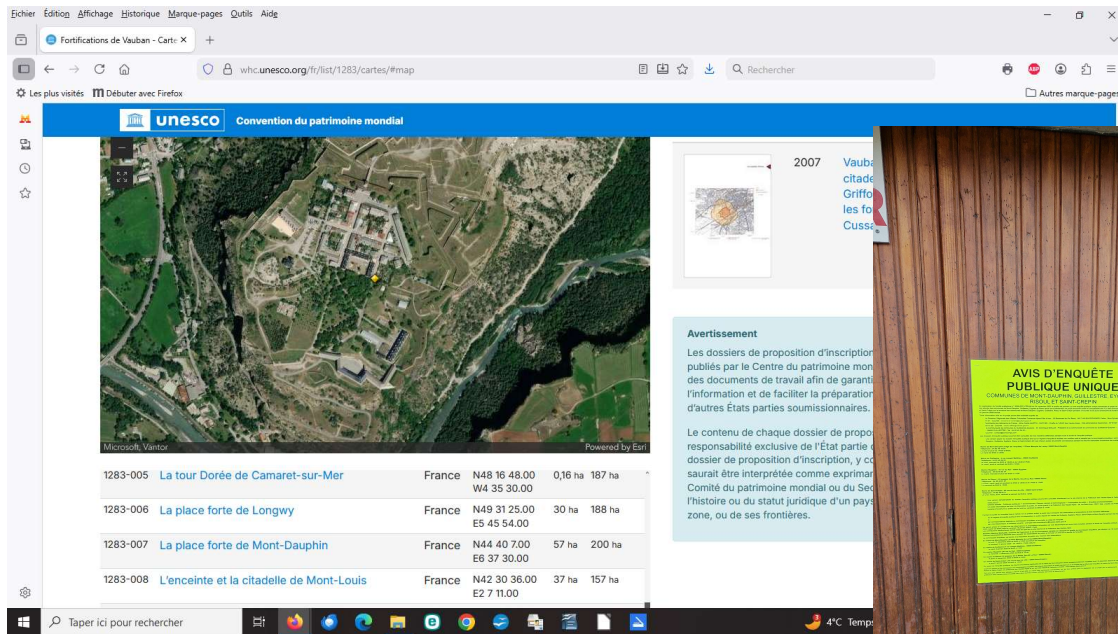 Fichier Édition Affichage Historique Marque-pages Outils Aide
Fortifications de Vauban - Carte
whc.unesco.org/fr/list/1283/cartes/#map
Rechercher
ABP
Les plus visités
Débuter avec Firefox
Autres marque-pages
unesco
Convention du patrimoine mondial
Microsoft, Vantor
Powered by Esri
1283-005 La tour Dorée de Camaret-sur-Mer France N48 16 48.00 0,16 ha 187 ha
W4 35 30.00
1283-006 La place forte de Longwy France N49 31 25.00 30 ha 188 ha
E5 45 54.00
1283-007 La place forte de Mont-Dauphin France N44 40 7.00 57 ha 200 ha
E6 37 30.00
1283-008 L'enceinte et la citadelle de Mont-Louis France N42 30 36.00 37 ha 157 ha
E2 7 11.00
2007 Vauba
citade
Griffo
les fo
Cussa
Avertissement
Les dossiers de proposition d'inscription
publiés par le Centre du patrimoine mon
des documents de travail afin de garanti
l'information et de faciliter la préparation
d'autres États parties soumissionnaires.
Le contenu de chaque dossier de propo
responsabilité exclusive de l'État partie
dossier de proposition d'inscription, y co
saurait être interprétée comme exprimar
Comité du patrimoine mondial ou du Sec
l'histoire ou du statut juridique d'un pays
zone, ou de ses frontières.
R
AVIS D'ENQUÊTE
PUBLIQUE UNIQUE
COMMUNES DE MONT-DAUPHIN, GUILLESTRE, EY
RISOUL ET SAINT-CREPIN
Taper ici pour rechercher
4°C Temps